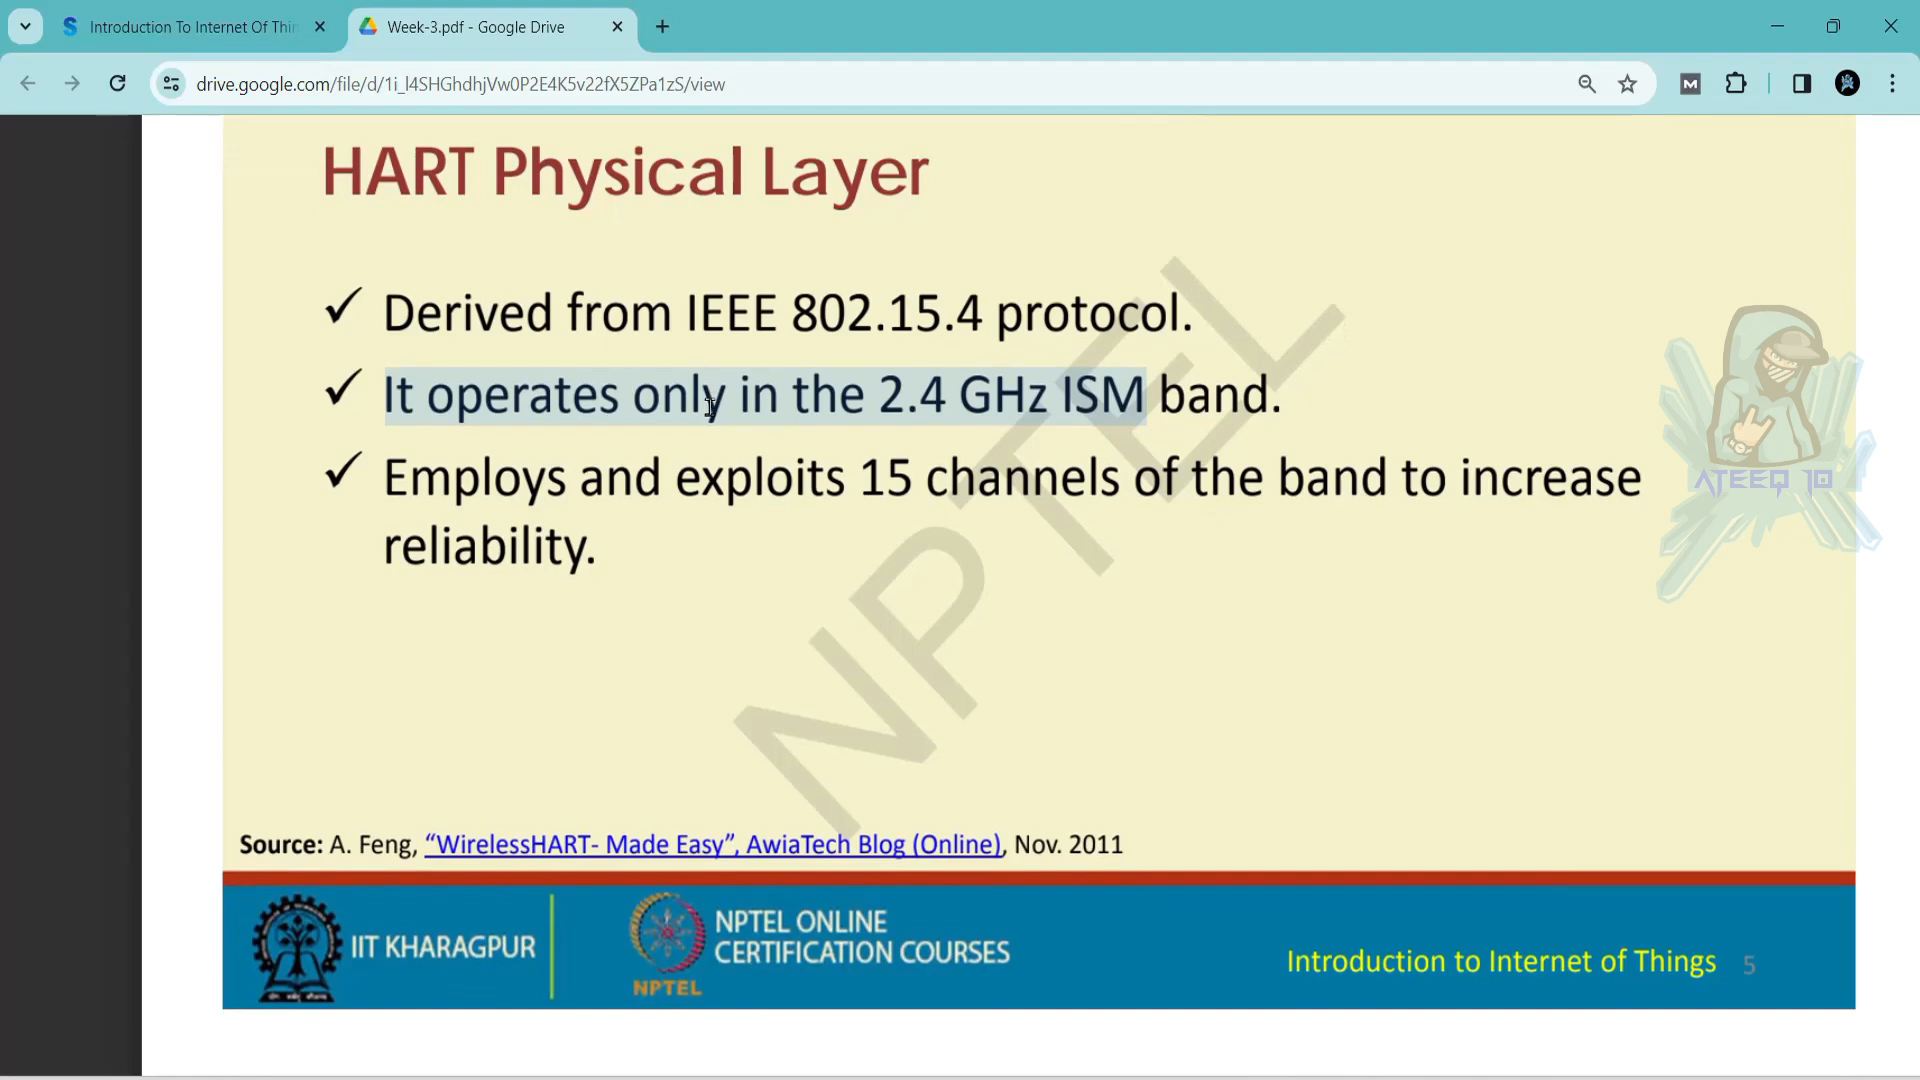 Introduction To Internet Of Thin
Week-3.pdf - Google Drive
drive.google.com/file/d/1i_l4SHGhdhjVw0P2E4K5v22fX5ZPa1zS/view
M
HART Physical Layer
✓ Derived from IEEE 802.15.4 protocol.
✓ It operates only in the 2.4 GHz ISM band.
✓ Employs and exploits 15 channels of the band to increase
reliability.
NPTEL
ATEEQ 10
Source: A. Feng, “WirelessHART- Made Easy”, AwiaTech Blog (Online), Nov. 2011
IIT KHARAGPUR
NPTEL
NPTEL ONLINE
CERTIFICATION COURSES
Introduction to Internet of Things 5